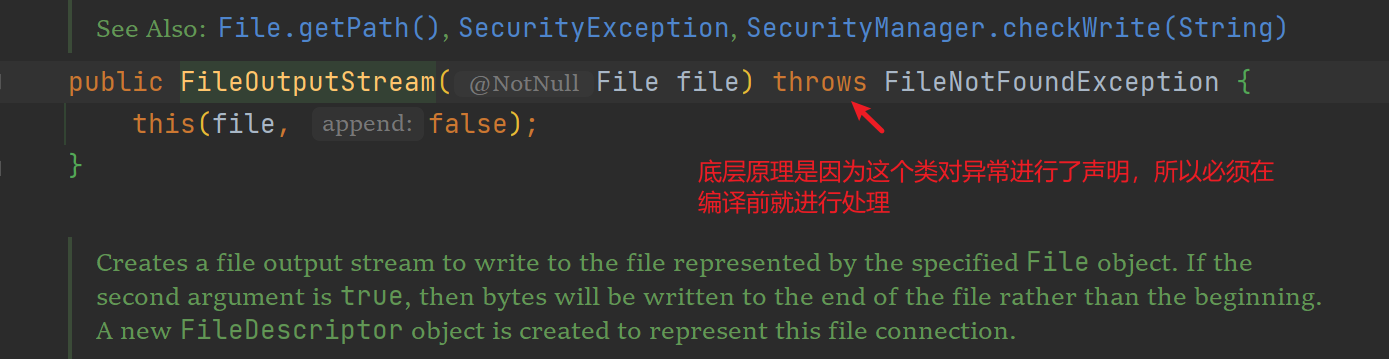 See Also: File.getPath(), SecurityException, SecurityManager.checkWrite(String)
public FileOutputStream( @NotNull File file) throws FileNotFoundException {
this(file, append: false);
}
底层原理是因为这个类对异常进行了声明，所以必须在
编译前就进行处理
Creates a file output stream to write to the file represented by the specified File object. If the
second argument is true, then bytes will be written to the end of the file rather than the beginning.
A new FileDescriptor object is created to represent this file connection.